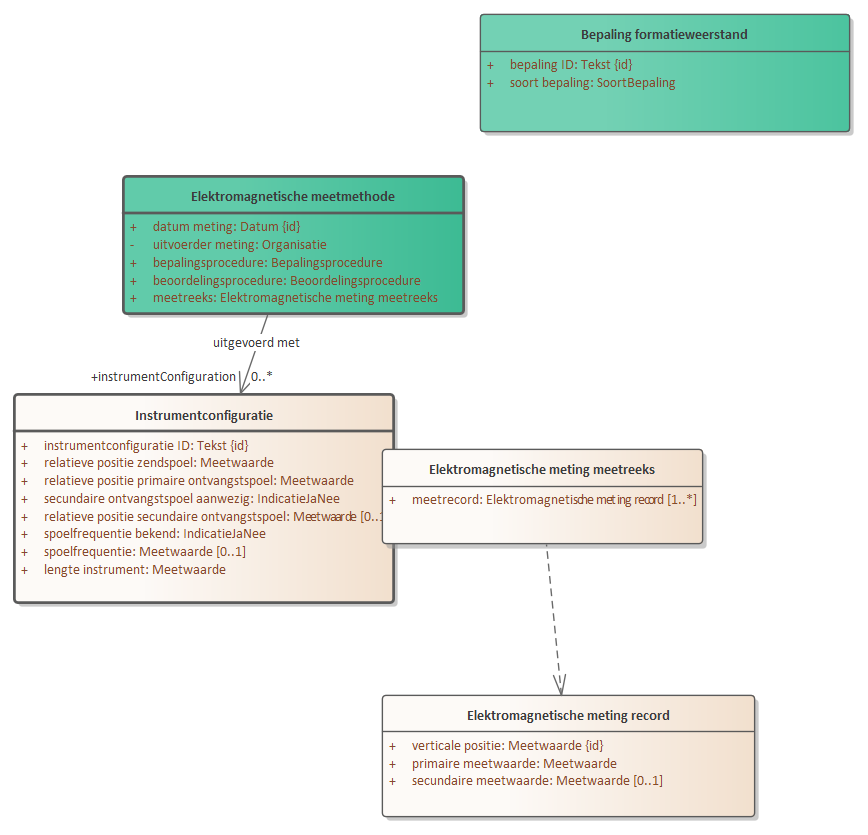 Bepaling formatieweerstand
+ bepaling ID: Tekst {id}
+ soort bepaling: SoortBepaling
Elektromagnetische meetmethode
+ datum meting: Datum {id}
- uitvoerder meting: Organisatie
+ bepalingsprocedure: Bepalingsprocedure
+ beoordelingsprocedure: Beoordelingsprocedure
+ meetreeks: Elektromagnetische meting meetreeks
uitgevoerd met
+instrumentConfiguration 0..*
Instrumentconfiguratie
+ instrumentconfiguratie ID: Tekst {id}
+ relatieve positie zendspoel: Meetwaarde
+ relatieve positie primaire ontvangstspoel: Meetwaarde
+ secundaire ontvangstspoel aanwezig: IndicatieJaNee
+ relatieve positie secundaire ontvangstspoel: Meetwaarde [0..1
+ spoelfrequentie bekend: IndicatieJaNee
+ spoelfrequentie: Meetwaarde [0..1]
+ lengte instrument: Meetwaarde
Elektromagnetische meting meetreeks
+ meetrecord: Elektromagnetische meting record [1..*]
Elektromagnetische meting record
+ verticale positie: Meetwaarde {id}
+ primaire meetwaarde: Meetwaarde
+ secundaire meetwaarde: Meetwaarde [0..1]